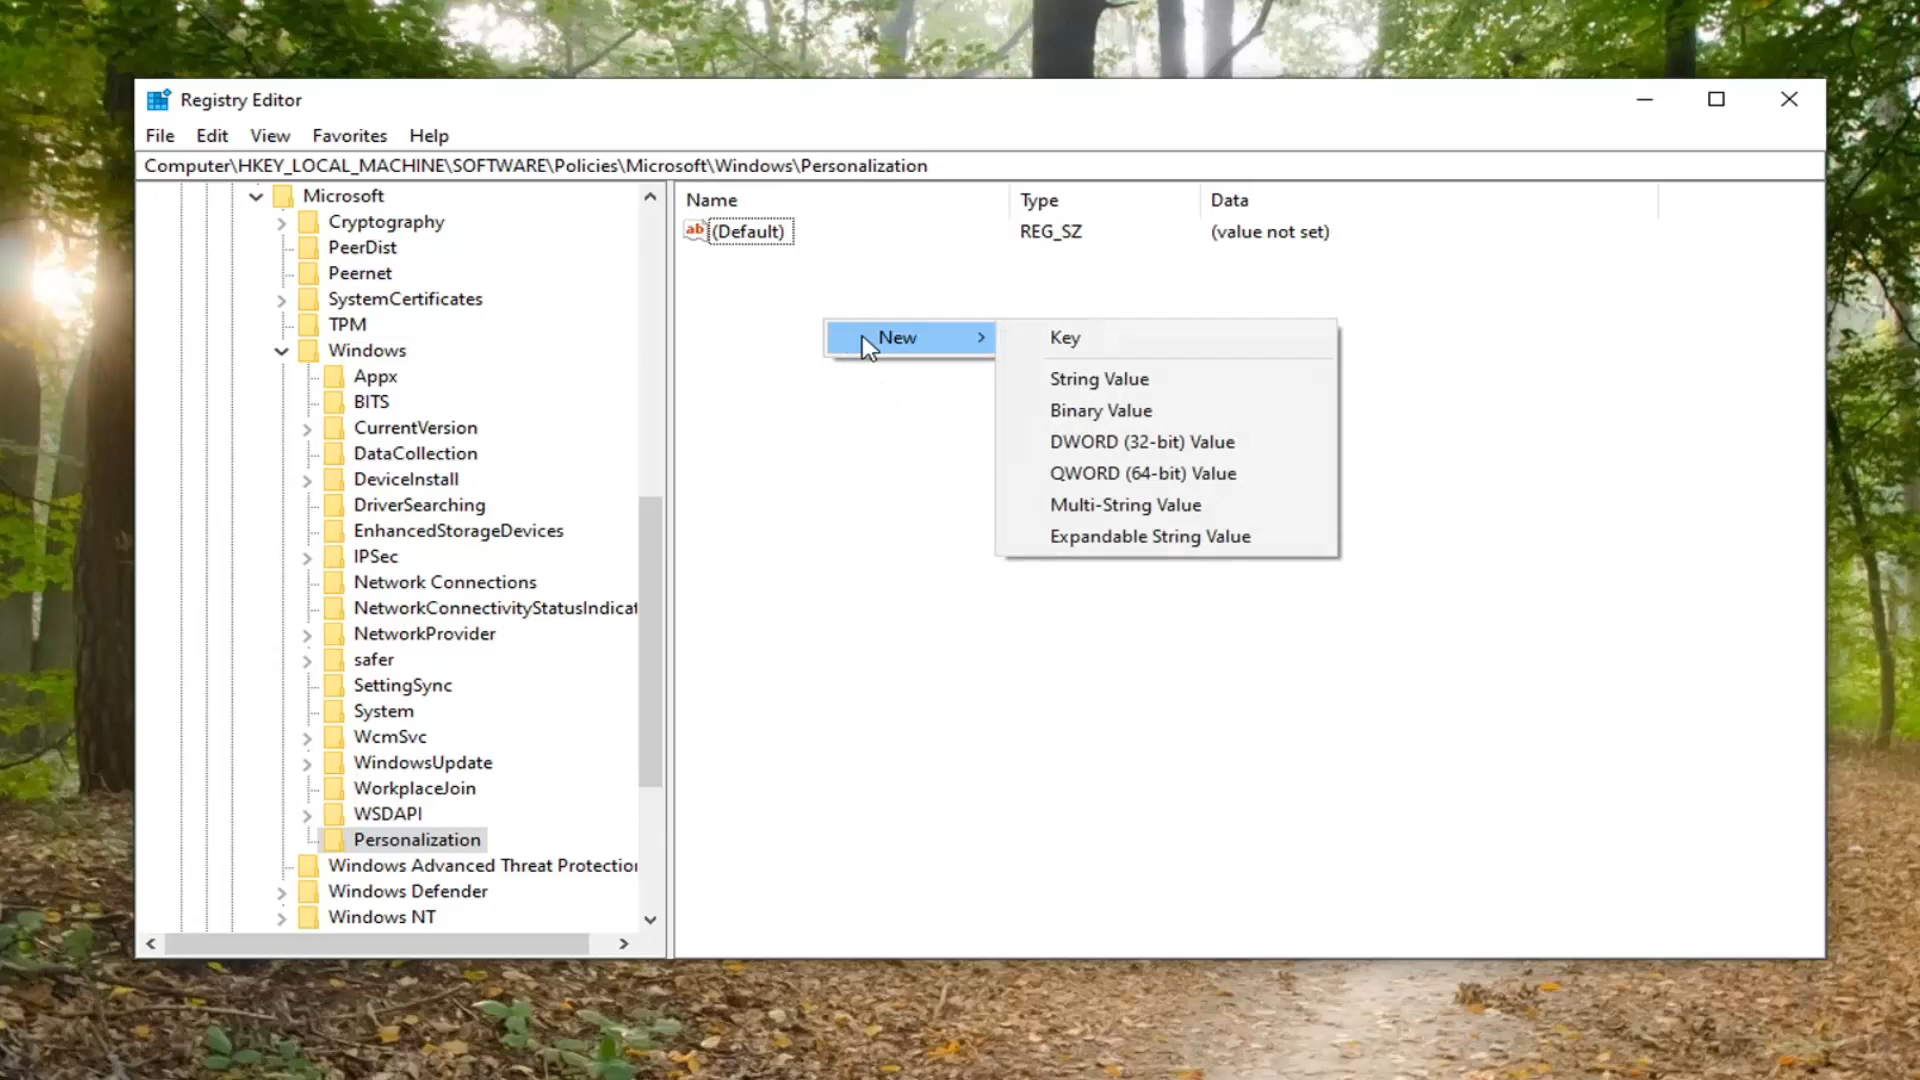 Registry Editor
File Edit View Favorites Help
Computer\HKEY_LOCAL_MACHINE\SOFTWARE\Policies\Microsoft\Windows\Personalization
Microsoft
Cryptography
PeerDist
Peernet
SystemCertificates
TPM
Windows
Appx
BITS
CurrentVersion
DataCollection
DeviceInstall
DriverSearching
EnhancedStorageDevices
IPSec
Network Connections
NetworkConnectivityStatusIndicat
NetworkProvider
safer
SettingSync
System
WcmSvc
WindowsUpdate
WorkplaceJoin
WSDAPI
Personalization
Windows Advanced Threat Protection
Windows Defender
Windows NT
Name Type Data
ab (Default) REG_SZ (value not set)
New
Key
String Value
Binary Value
DWORD (32-bit) Value
QWORD (64-bit) Value
Multi-String Value
Expandable String Value